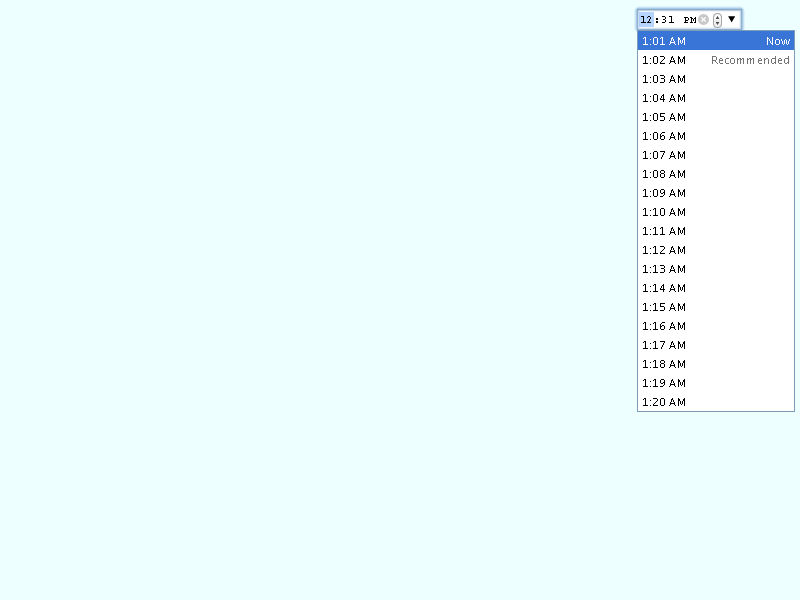 12:31 PM
1:01 AM Now
1:02 AM Recommended
1:03 AM
1:04 AM
1:05 AM
1:06 AM
1:07 AM
1:08 AM
1:09 AM
1:10 AM
1:11 AM
1:12 AM
1:13 AM
1:14 AM
1:15 AM
1:16 AM
1:17 AM
1:18 AM
1:19 AM
1:20 AM